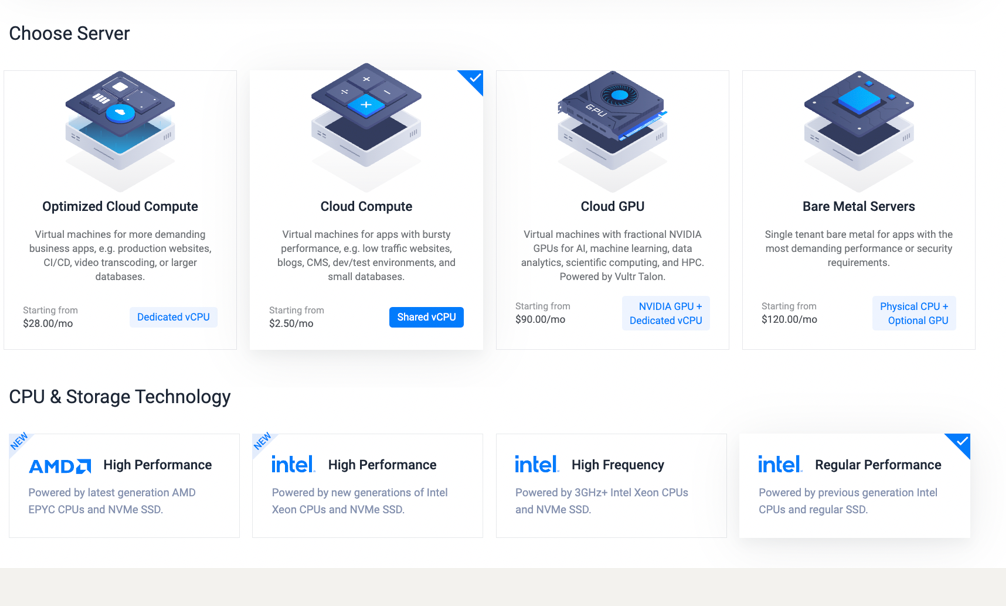 Choose Server
GPU
Optimized Cloud Compute
Virtual machines for more demanding
business apps, e.g. production websites,
CI/CD, video transcoding, or larger
databases.
Starting from
$28.00/mo
Dedicated vCPU
Cloud Compute
Virtual machines for apps with bursty
performance, e.g. low traffic websites,
blogs, CMS, dev/test environments, and
small databases.
Starting from
$2.50/mo
Shared vCPU
Cloud GPU
Virtual machines with fractional NVIDIA
GPUs for AI, machine learning, data
analytics, scientific computing, and HPC.
Powered by Vultr Talon.
Starting from
$90.00/mo
NVIDIA GPU +
Dedicated vCPU
Bare Metal Servers
Single tenant bare metal for apps with the
most demanding performance or security
requirements.
Starting from
$120.00/mo
Physical CPU +
Optional GPU
CPU & Storage Technology
NEW
AMD High Performance
Powered by latest generation AMD
EPYC CPUs and NVMe SSD.
NEW
intel. High Performance
Powered by new generations of Intel
Xeon CPUs and NVMe SSD.
intel. High Frequency
Powered by 3GHz+ Intel Xeon CPUs
and NVMe SSD.
intel. Regular Performance
Powered by previous generation Intel
CPUs and regular SSD.